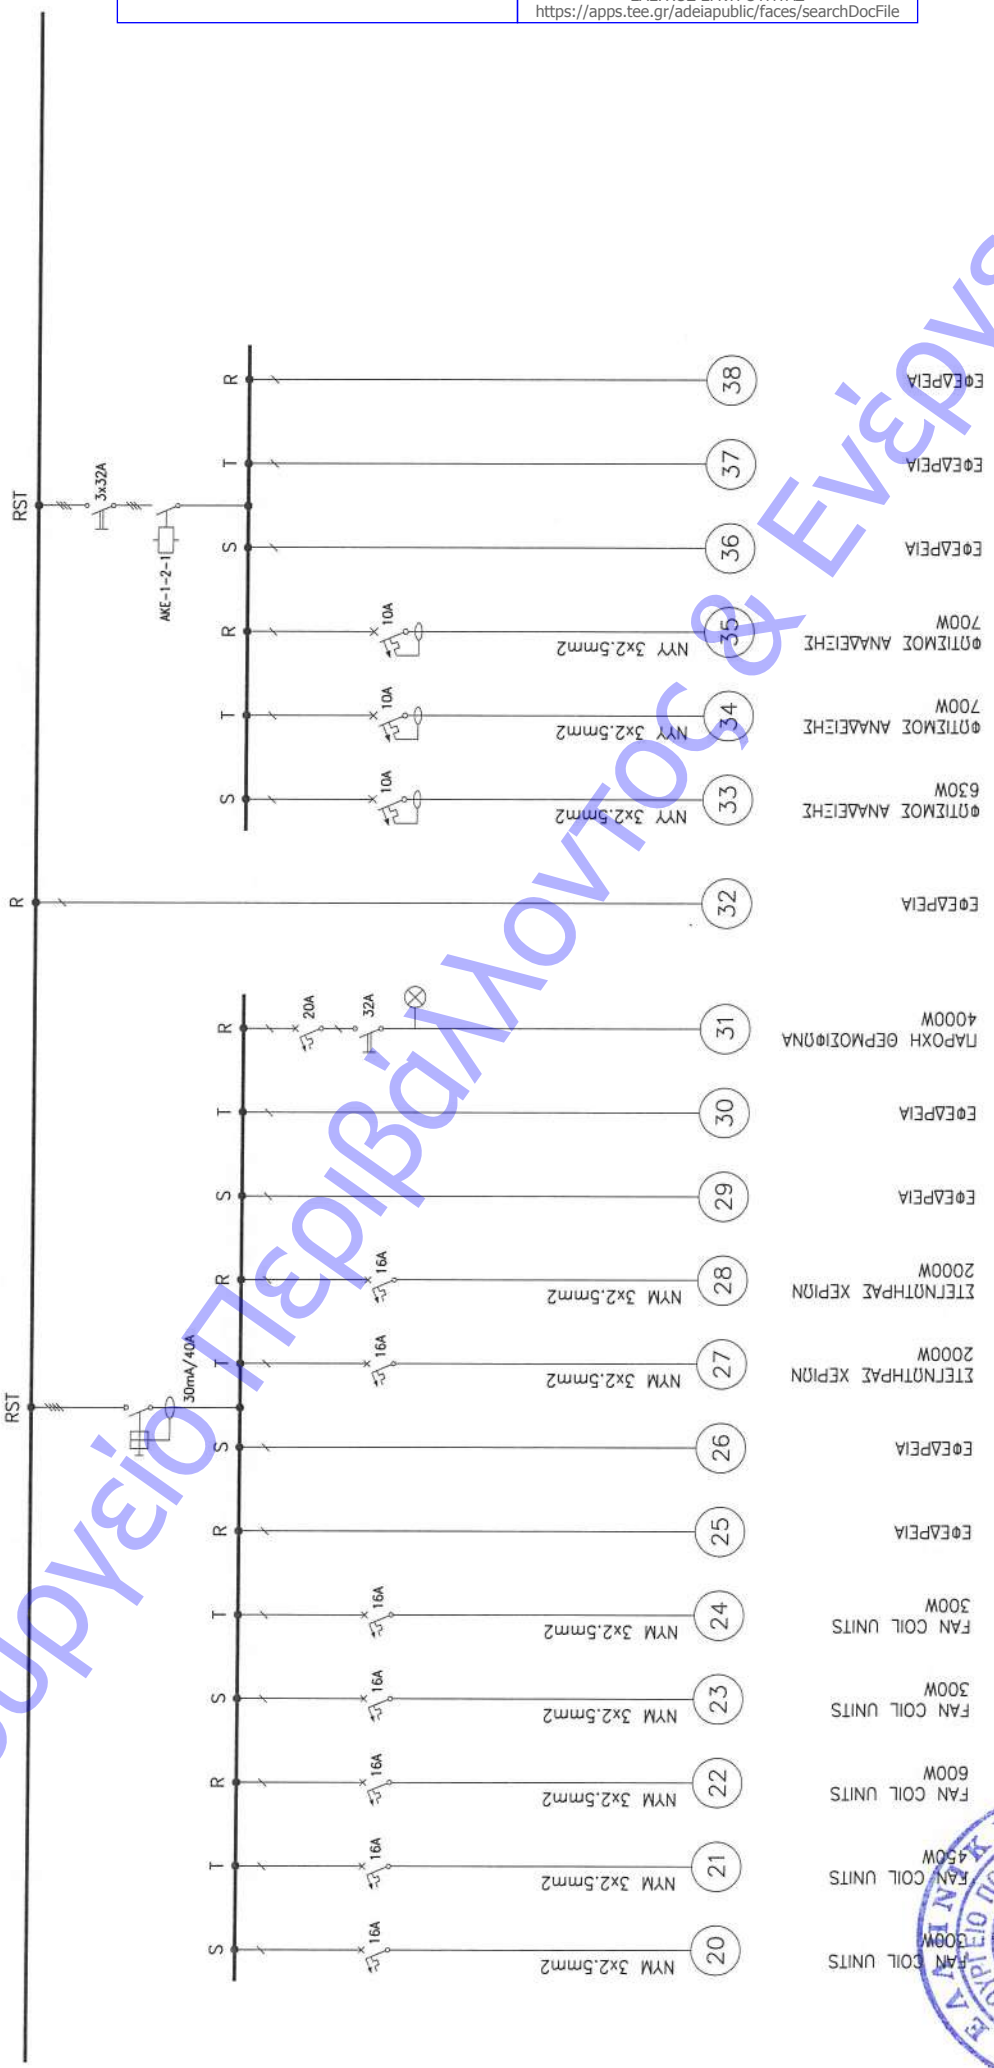 https://apps.tee.gr/adeiapublic/faces/searchDocFile
RST
3x32A
AKE-1-2-1
R
38
ΕΦΕΔΡΕΙΑ
T
37
ΕΦΕΔΡΕΙΑ
S
36
ΕΦΕΔΡΕΙΑ
R
10A
NYY 3x2.5mm2
35
ΦΩΤΙΣΜΟΣ ΑΝΑΔΕΙΞΗΣ
700W
T
10A
NYY 3x2.5mm2
34
ΦΩΤΙΣΜΟΣ ΑΝΑΔΕΙΞΗΣ
700W
S
10A
NYY 3x2.5mm2
33
ΦΩΤΙΣΜΟΣ ΑΝΑΔΕΙΞΗΣ
630W
R
32
ΕΦΕΔΡΕΙΑ
R
20A
32A
31
ΠΑΡΟΧΗ ΘΕΡΜΟΣΙΦΩΝΑ
4000W
T
30
ΕΦΕΔΡΕΙΑ
S
29
ΕΦΕΔΡΕΙΑ
R
16A
NYM 3x2.5mm2
28
ΣΤΕΓΝΩΤΗΡΑΣ ΧΕΡΙΩΝ
2000W
T
16A
NYM 3x2.5mm2
27
ΣΤΕΓΝΩΤΗΡΑΣ ΧΕΡΙΩΝ
2000W
RST
30mA/40A
S
26
ΕΦΕΔΡΕΙΑ
R
25
ΕΦΕΔΡΕΙΑ
T
16A
NYM 3x2.5mm2
24
FAN COIL UNITS
300W
S
16A
NYM 3x2.5mm2
23
FAN COIL UNITS
300W
R
16A
NYM 3x2.5mm2
22
FAN COIL UNITS
600W
T
16A
NYM 3x2.5mm2
21
FAN COIL UNITS
450W
S
16A
NYM 3x2.5mm2
20
FAN COIL UNITS
300W
Περιβάλλοντος &